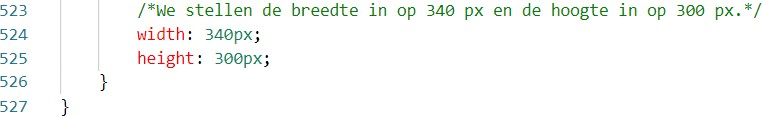 523 /*We stellen de breedte in op 340 px en de hoogte in op 300 px.*/
524 width: 340px;
525 height: 300px;
526 }
527 }